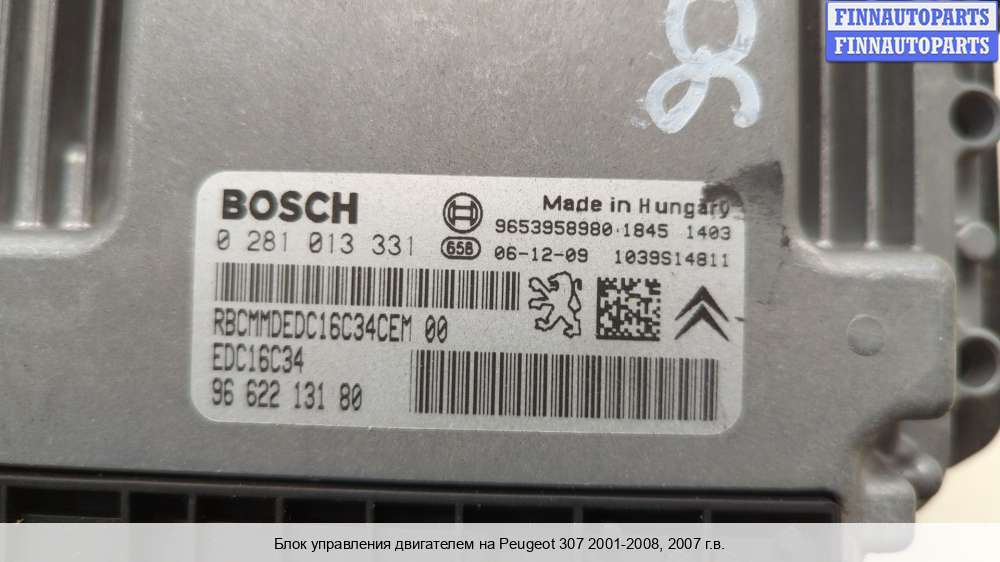 FINNAUTOPARTS
FINNAUTOPARTS
BOSCH
Made in Hungary
9653958980 1845 1403
0 281 013 331
65B
06-12-09 1039S14811
RBCMMDEDC16C34CEM 00
EDC16C34
96 622 131 80
Блок управления двигателем на Peugeot 307 2001-2008, 2007 г.в.